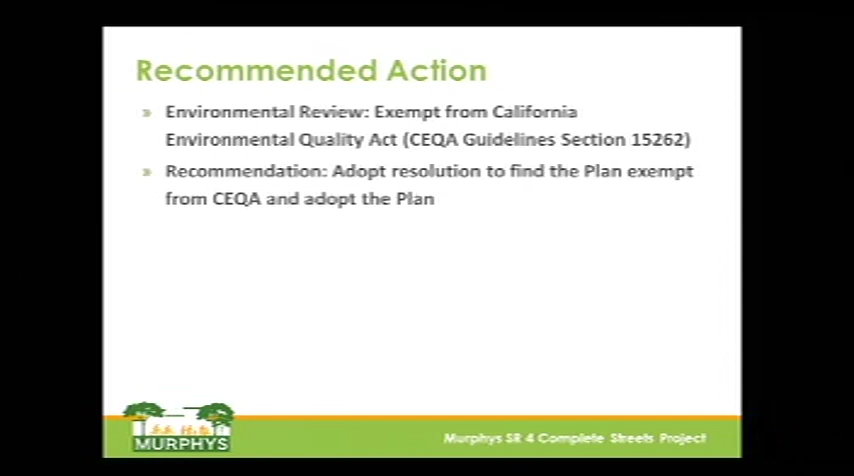 Recommended Action
» Environmental Review: Exempt from California
Environmental Quality Act (CEQA Guidelines Section 15262)
» Recommendation: Adopt resolution to find the Plan exempt
from CEQA and adopt the Plan
MURPHYS
Murphys SR 4 Complete Streets Project